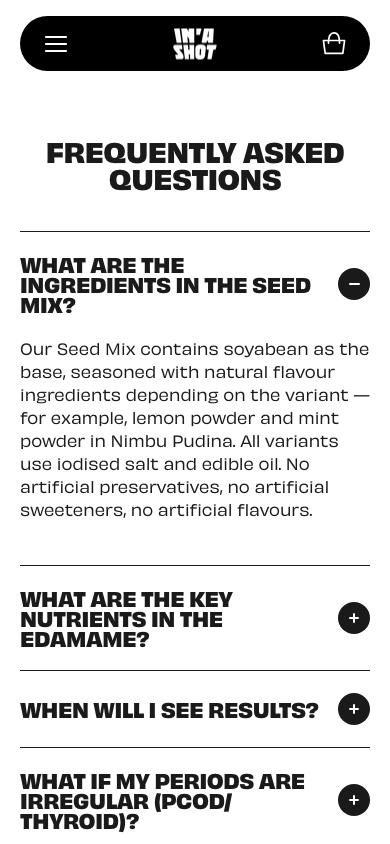 IN'A
SHOT
FREQUENTLY ASKED
QUESTIONS
WHAT ARE THE
INGREDIENTS IN THE SEED
MIX?
Our Seed Mix contains soyabean as the
base, seasoned with natural flavour
ingredients depending on the variant —
for example, lemon powder and mint
powder in Nimbu Pudina. All variants
use iodised salt and edible oil. No
artificial preservatives, no artificial
sweeteners, no artificial flavours.
WHAT ARE THE KEY
NUTRIENTS IN THE
EDAMAME?
WHEN WILL I SEE RESULTS?
WHAT IF MY PERIODS ARE
IRREGULAR (PCOD/
THYROID)?